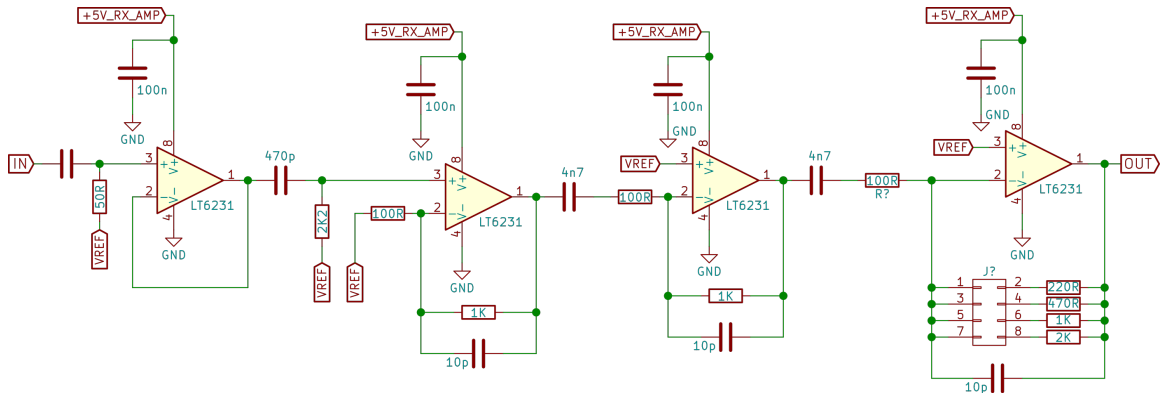 +5V_RX_AMP
100n
GND
IN
50R
VREF
3
2
8
+
−
V+
V-
1
4
LT6231
GND
470p
2K2
VREF
+5V_RX_AMP
100n
GND
VREF
100R
3
2
8
+
−
V+
V-
1
4
LT6231
GND
1K
10p
4n7
100R
+5V_RX_AMP
100n
GND
VREF
3
2
8
+
−
V+
V-
1
4
LT6231
GND
1K
10p
4n7
100R
R?
+5V_RX_AMP
100n
GND
VREF
3
2
8
+
−
V+
V-
1
4
LT6231
GND
OUT
J?
1 2 220R
3 4 470R
5 6 1K
7 8 2K
10p